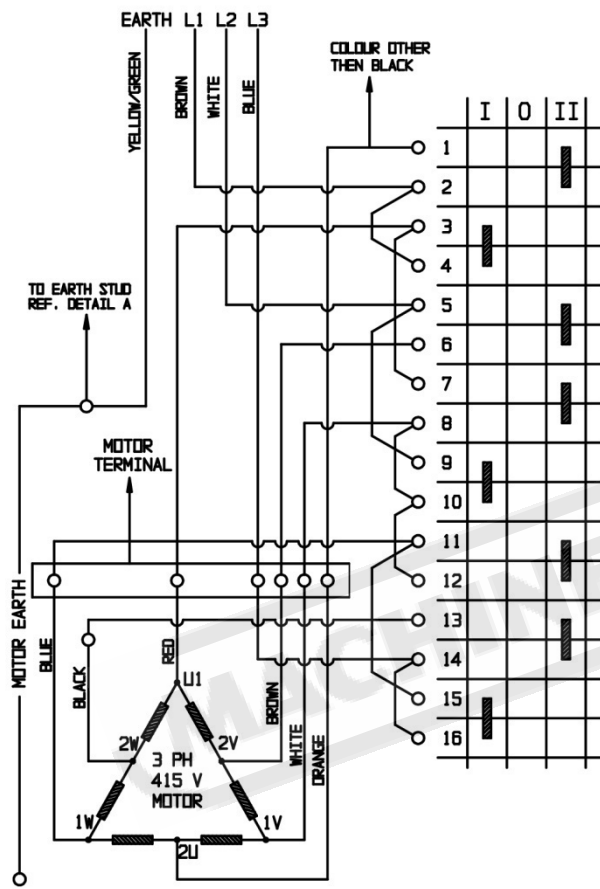 EARTH L1 L2 L3
YELLOW/GREEN
BROWN
WHITE
BLUE
COLOUR OTHER
THEN BLACK
I O II
1
2
3
4
5
6
7
8
9
10
11
12
13
14
15
16
TO EARTH STUD
REF. DETAIL A
MOTOR
TERMINAL
MOTOR EARTH
BLUE
BLACK
RED
BROWN
WHITE
ORANGE
U1
2W
2V
3 PH
415 V
MOTOR
1W
1V
2U
MACHINE